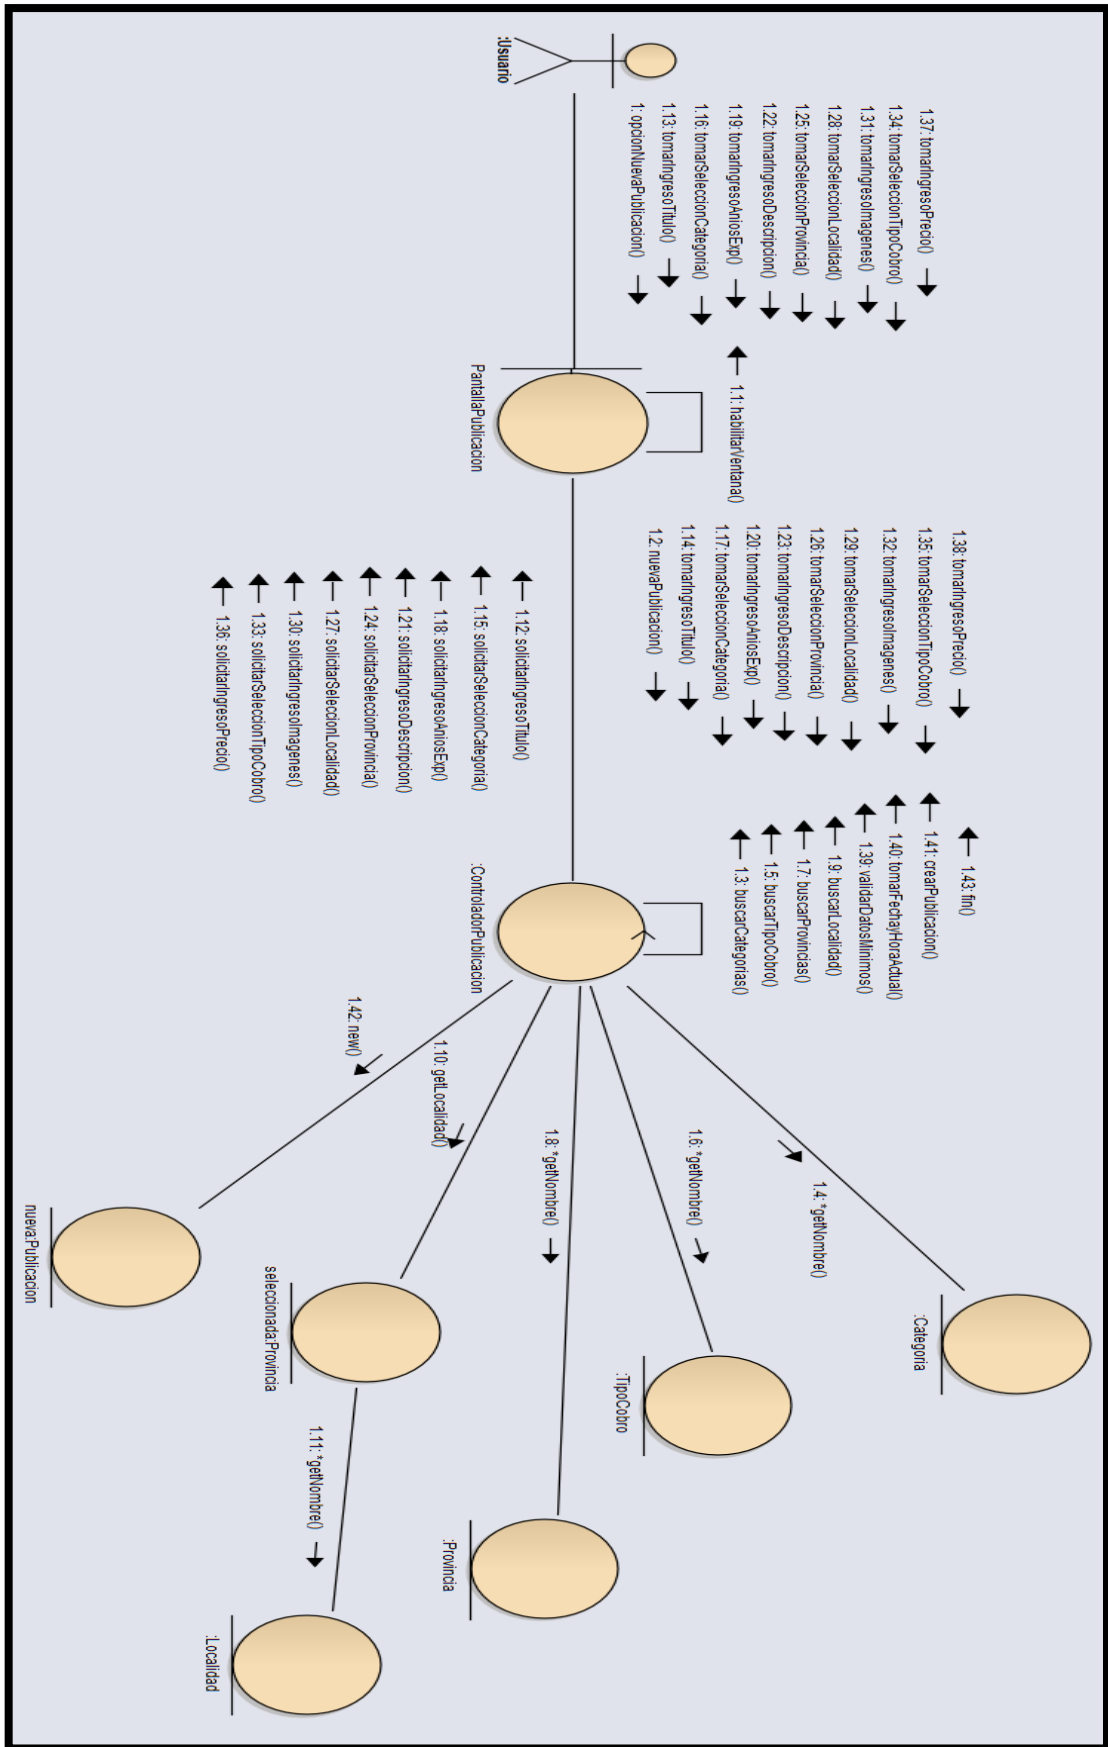 :Usuario
1.37: tomarIngresoPrecio()
1.34: tomarSeleccionTipoCobro()
1.31: tomarIngresoImagenes()
1.28: tomarSeleccionLocalidad()
1.25: tomarSeleccionProvincia()
1.22: tomarIngresoDescripcion()
1.19: tomarIngresoAniosExp()
1.16: tomarSeleccionCategoria()
1.13: tomarIngresoTitulo()
1: opcionNuevaPublicacion()
1.1: habilitarVentana()
PantallaPublicacion
1.38: tomarIngresoPrecio()
1.35: tomarSeleccionTipoCobro()
1.32: tomarIngresoImagenes()
1.29: tomarSeleccionLocalidad()
1.26: tomarSeleccionProvincia()
1.23: tomarIngresoDescripcion()
1.20: tomarIngresoAniosExp()
1.17: tomarSeleccionCategoria()
1.14: tomarIngresoTitulo()
1.2: nuevaPublicacion()
1.12: solicitarIngresoTitulo()
1.15: solicitarSeleccionCategoria()
1.18: solicitarIngresoAniosExp()
1.21: solicitarIngresoDescripcion()
1.24: solicitarSeleccionProvincia()
1.27: solicitarSeleccionLocalidad()
1.30: solicitarIngresoImagenes()
1.33: solicitarSeleccionTipoCobro()
1.36: solicitarIngresoPrecio()
1.43: fin()
1.41: crearPublicacion()
1.40: tomarFechayHoraActual()
1.39: validarDatosMinimos()
1.9: buscarLocalidad()
1.7: buscarProvincias()
1.5: buscarTipoCobro()
1.3: buscarCategorias()
:ControladorPublicacion
1.4: *getNombre()
1.6: *getNombre()
1.8: *getNombre()
1.10: getLocalidad()
1.42: new()
:Categoria
:TipoCobro
:Provincia
seleccionada:Provincia
nueva:Publicacion
1.11: *getNombre()
:Localidad